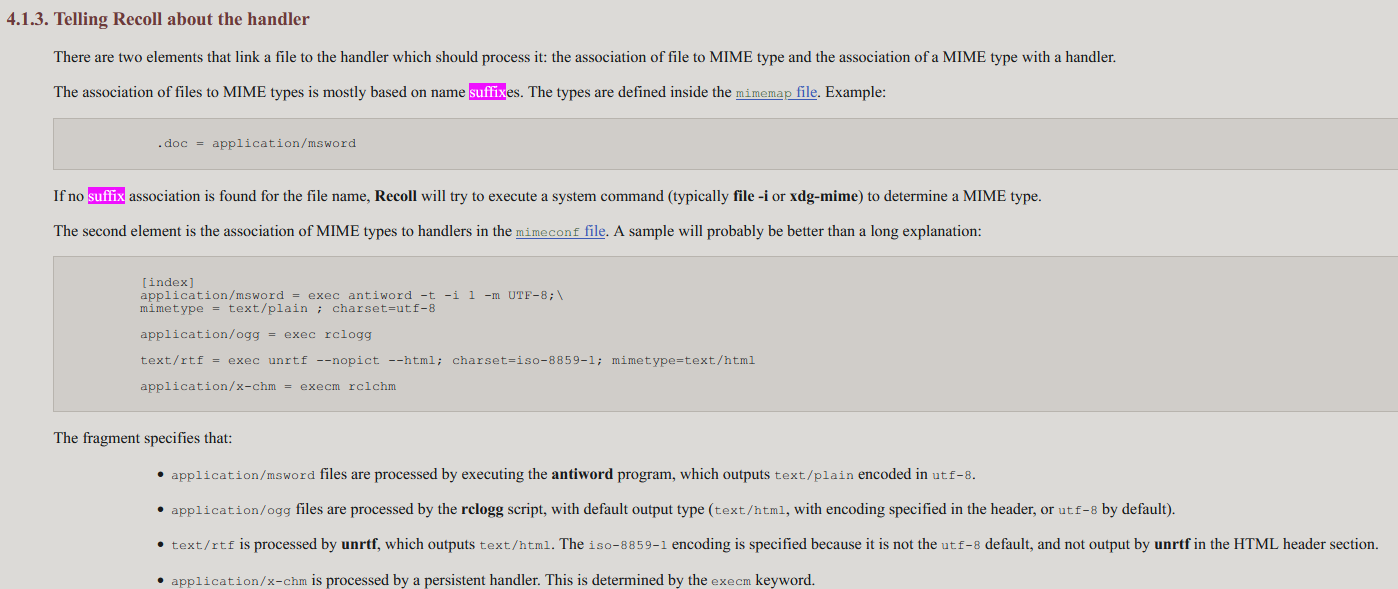 4.1.3. Telling Recoll about the handler
There are two elements that link a file to the handler which should process it: the association of file to MIME type and the association of a MIME type with a handler.
The association of files to MIME types is mostly based on name suffixes. The types are defined inside the mimemap file. Example:
.doc = application/msword
If no suffix association is found for the file name, Recoll will try to execute a system command (typically file -i or xdg-mime) to determine a MIME type.
The second element is the association of MIME types to handlers in the mimeconf file. A sample will probably be better than a long explanation:
[index]
application/msword = exec antiword -t -i 1 -m UTF-8;\
mimetype = text/plain ; charset=utf-8
application/ogg = exec rclogg
text/rtf = exec unrtf --nopict --html; charset=iso-8859-1; mimetype=text/html
application/x-chm = execm rclchm
The fragment specifies that:
• application/msword files are processed by executing the antiword program, which outputs text/plain encoded in utf-8.
• application/ogg files are processed by the rclogg script, with default output type (text/html, with encoding specified in the header, or utf-8 by default).
• text/rtf is processed by unrtf, which outputs text/html. The iso-8859-1 encoding is specified because it is not the utf-8 default, and not output by unrtf in the HTML header section.
• application/x-chm is processed by a persistent handler. This is determined by the execm keyword.